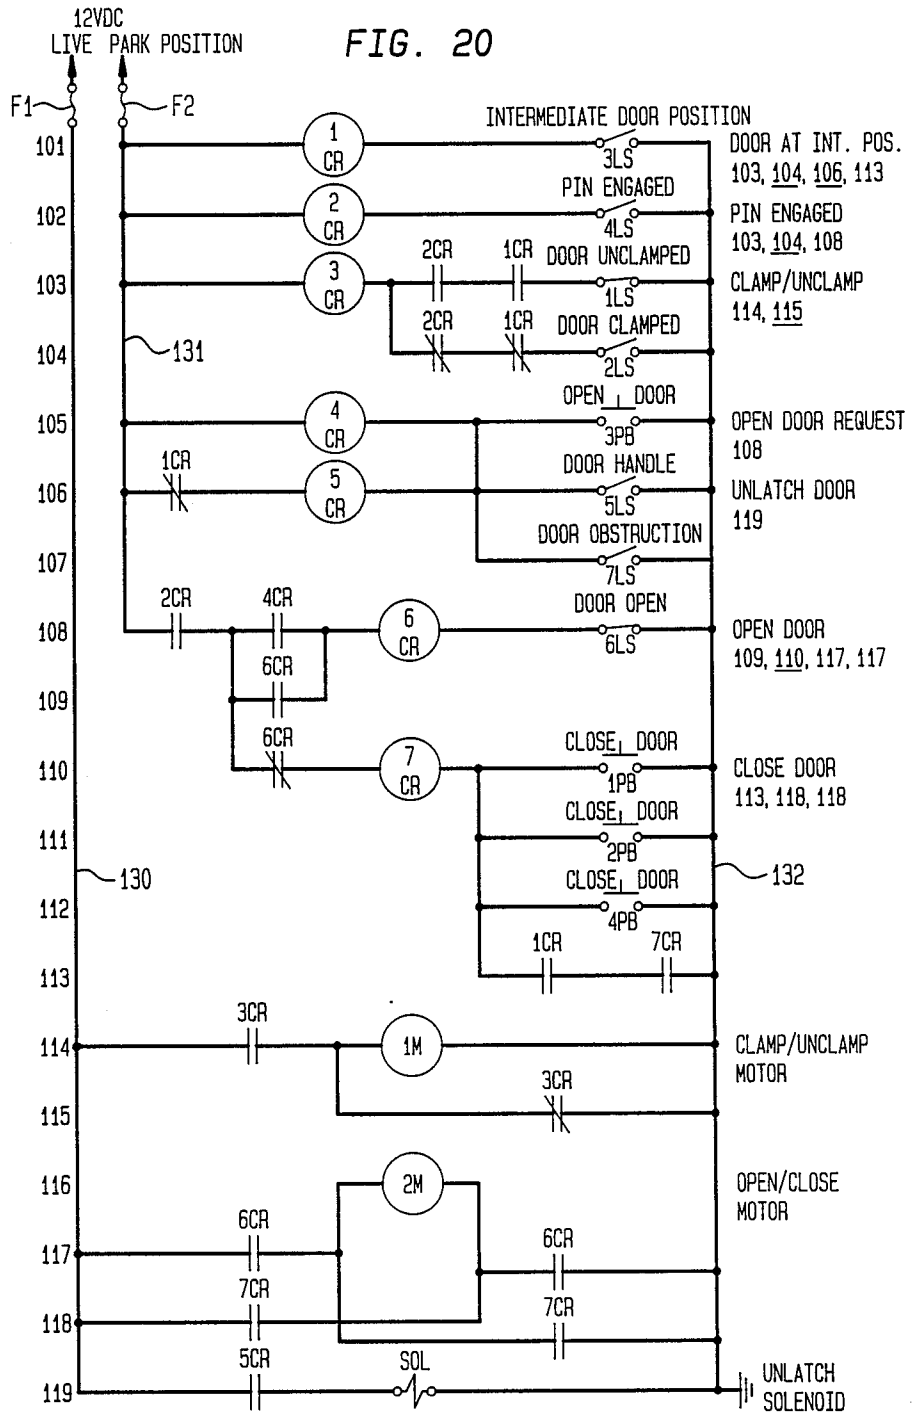 12VDC
LIVE PARK POSITION
FIG. 20
F1 F2
INTERMEDIATE DOOR POSITION
101 1 CR 3LS DOOR AT INT. POS.
103, 104, 106, 113
PIN ENGAGED
102 2 CR 4LS PIN ENGAGED
103, 104, 108
2CR 1CR DOOR UNCLAMPED
103 3 CR 1LS CLAMP/UNCLAMP
114, 115
2CR 1CR DOOR CLAMPED
131
104 2LS
OPEN DOOR
105 4 CR 3PB OPEN DOOR REQUEST
108
1CR DOOR HANDLE
106 5 CR 5LS UNLATCH DOOR
119
DOOR OBSTRUCTION
107 7LS
2CR 4CR DOOR OPEN
108 6 CR 6LS OPEN DOOR
109, 110, 117, 117
6CR
109
6CR CLOSE DOOR
110 7 CR 1PB CLOSE DOOR
113, 118, 118
CLOSE DOOR
111 2PB
130 132
CLOSE DOOR
112 4PB
1CR 7CR
113
3CR
114 1M CLAMP/UNCLAMP
MOTOR
3CR
115
116 2M OPEN/CLOSE
MOTOR
6CR 6CR
117
7CR 7CR
118
5CR SOL
119 UNLATCH
SOLENOID